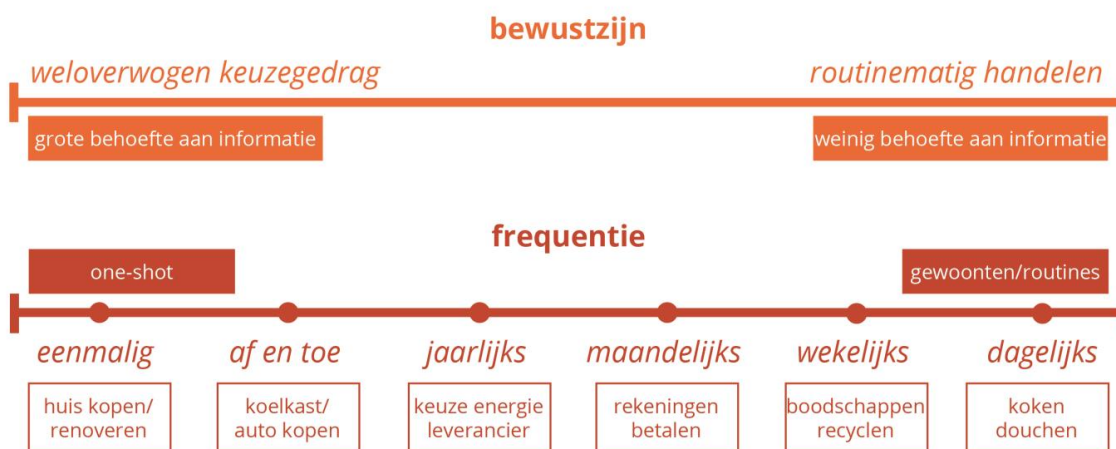 bewustzijn
weloverwogen keuzegedrag
routinematig handelen
grote behoefte aan informatie
weinig behoefte aan informatie
frequentie
one-shot
gewoonten/routines
eenmalig
af en toe
jaarlijks
maandelijks
wekelijks
dagelijks
huis kopen/
renoveren
koelkast/
auto kopen
keuze energie
leverancier
rekeningen
betalen
boodschappen
recyclen
koken
douchen